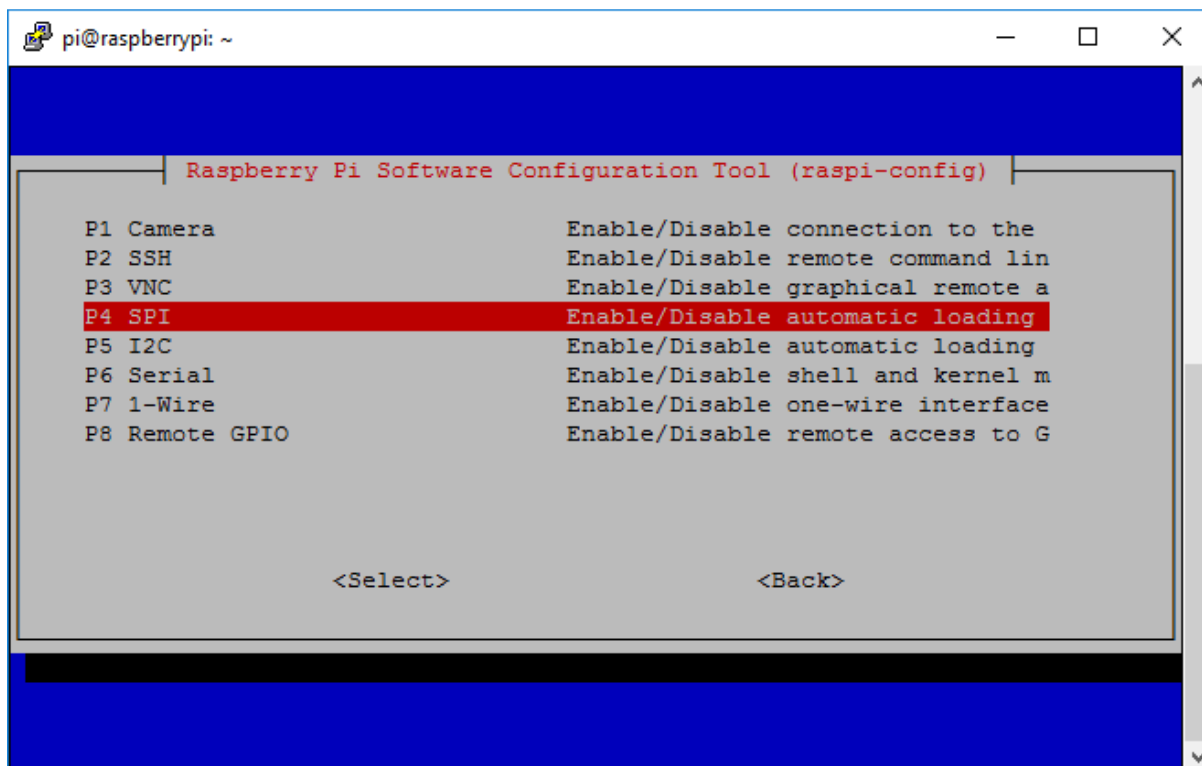 pi@raspberrypi: ~
Raspberry Pi Software Configuration Tool (raspi-config)
P1 Camera Enable/Disable connection to the
P2 SSH Enable/Disable remote command lin
P3 VNC Enable/Disable graphical remote a
P4 SPI Enable/Disable automatic loading
P5 I2C Enable/Disable automatic loading
P6 Serial Enable/Disable shell and kernel m
P7 1-Wire Enable/Disable one-wire interface
P8 Remote GPIO Enable/Disable remote access to G
<Select> <Back>